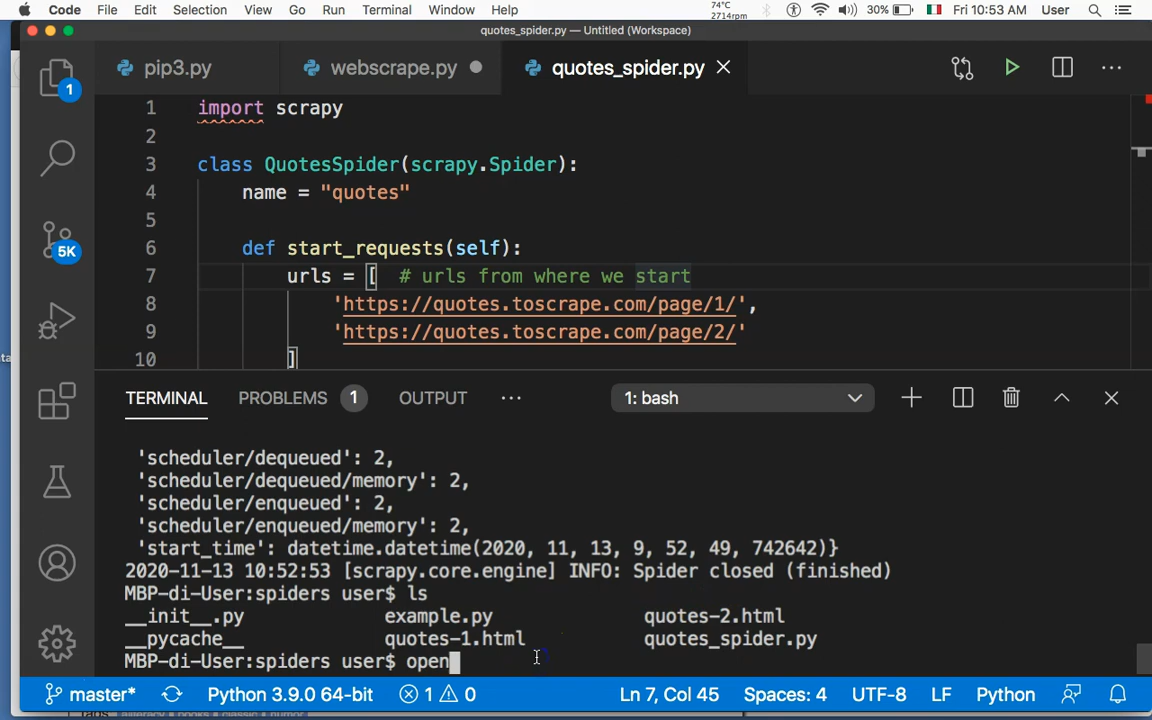 Code File Edit Selection View Go Run Terminal Window Help 74°C 2714rpm 30% Fri 10:53 AM User
quotes_spider.py — Untitled (Workspace)
pip3.py webscrape.py quotes_spider.py
1 import scrapy
2
3 class QuotesSpider(scrapy.Spider):
4 name = "quotes"
5
6 def start_requests(self):
7 urls = [ # urls from where we start
8 'https://quotes.toscrape.com/page/1/',
9 'https://quotes.toscrape.com/page/2/'
10 ]
1
5K
TERMINAL PROBLEMS 1 OUTPUT ··· 1: bash
'scheduler/dequeued': 2,
'scheduler/dequeued/memory': 2,
'scheduler/enqueued': 2,
'scheduler/enqueued/memory': 2,
'start_time': datetime.datetime(2020, 11, 13, 9, 52, 49, 742642)}
2020-11-13 10:52:53 [scrapy.core.engine] INFO: Spider closed (finished)
MBP-di-User:spiders user$ ls
__init__.py example.py quotes-2.html
__pycache__ quotes-1.html quotes_spider.py
MBP-di-User:spiders user$ open
master* Python 3.9.0 64-bit 1 0 Ln 7, Col 45 Spaces: 4 UTF-8 LF Python